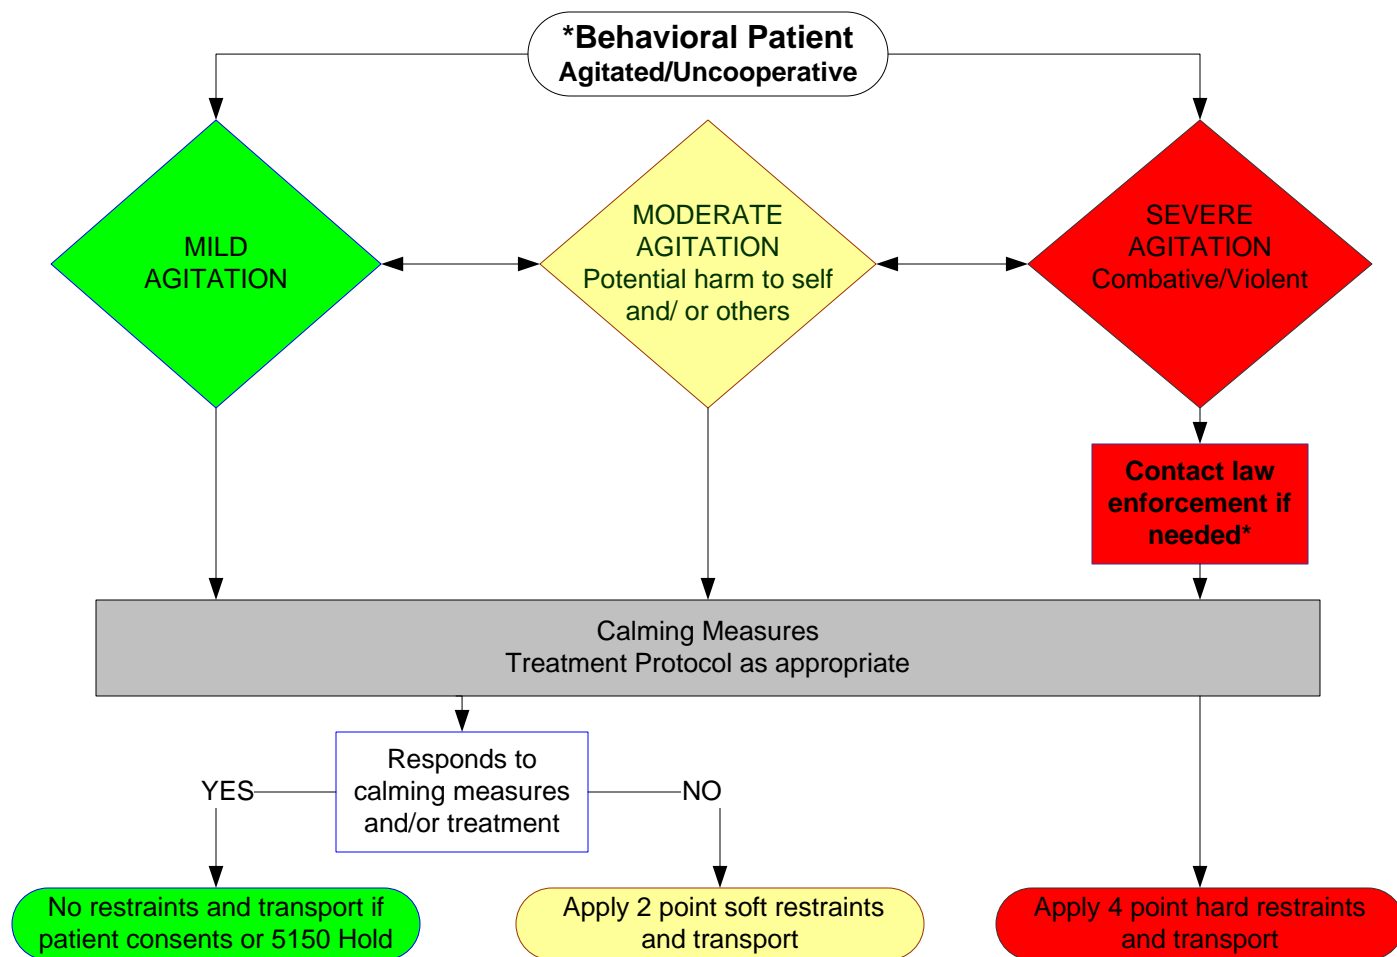 *Behavioral Patient
Agitated/Uncooperative
MILD
AGITATION
MODERATE
AGITATION
Potential harm to self
and/ or others
SEVERE
AGITATION
Combative/Violent
Contact law
enforcement if
needed*
Calming Measures
Treatment Protocol as appropriate
Responds to
calming measures
and/or treatment
YES
NO
No restraints and transport if
patient consents or 5150 Hold
Apply 2 point soft restraints
and transport
Apply 4 point hard restraints
and transport